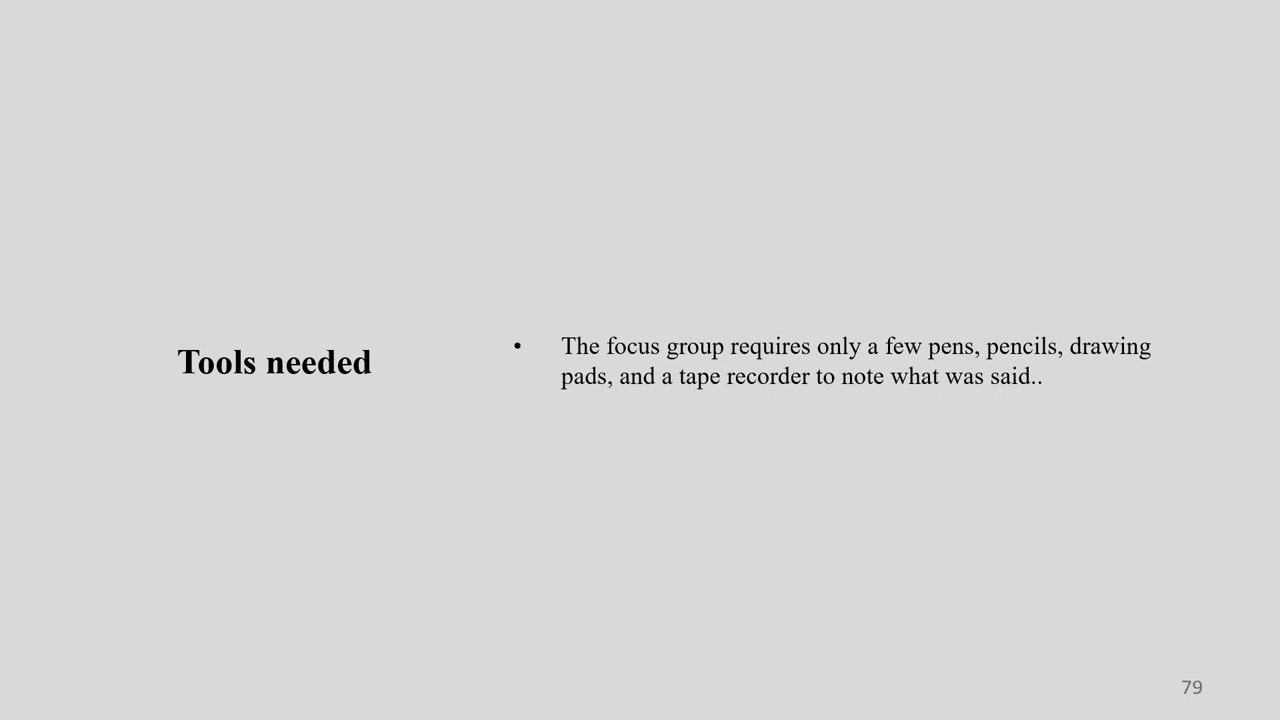 Tools needed
• The focus group requires only a few pens, pencils, drawing
pads, and a tape recorder to note what was said..
79